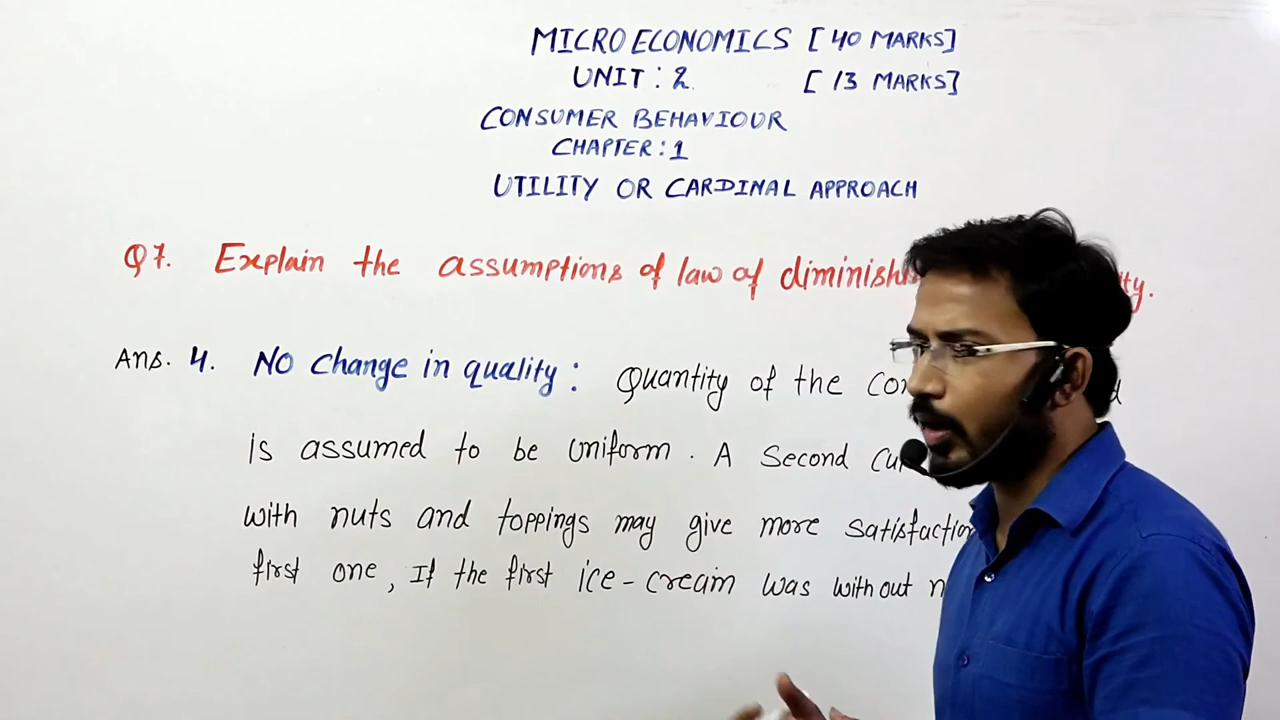 MICRO ECONOMICS [40 MARKS]
UNIT : 2 [13 MARKS]
CONSUMER BEHAVIOUR
CHAPTER : 1
UTILITY OR CARDINAL APPROACH
Q7. Explain the assumptions of law of
Ans. 4. No change in quality : Quantity of the
is assumed to be uniform. A second
with nuts and toppings may give more satisfaction
first one, If the first ice-cream was without